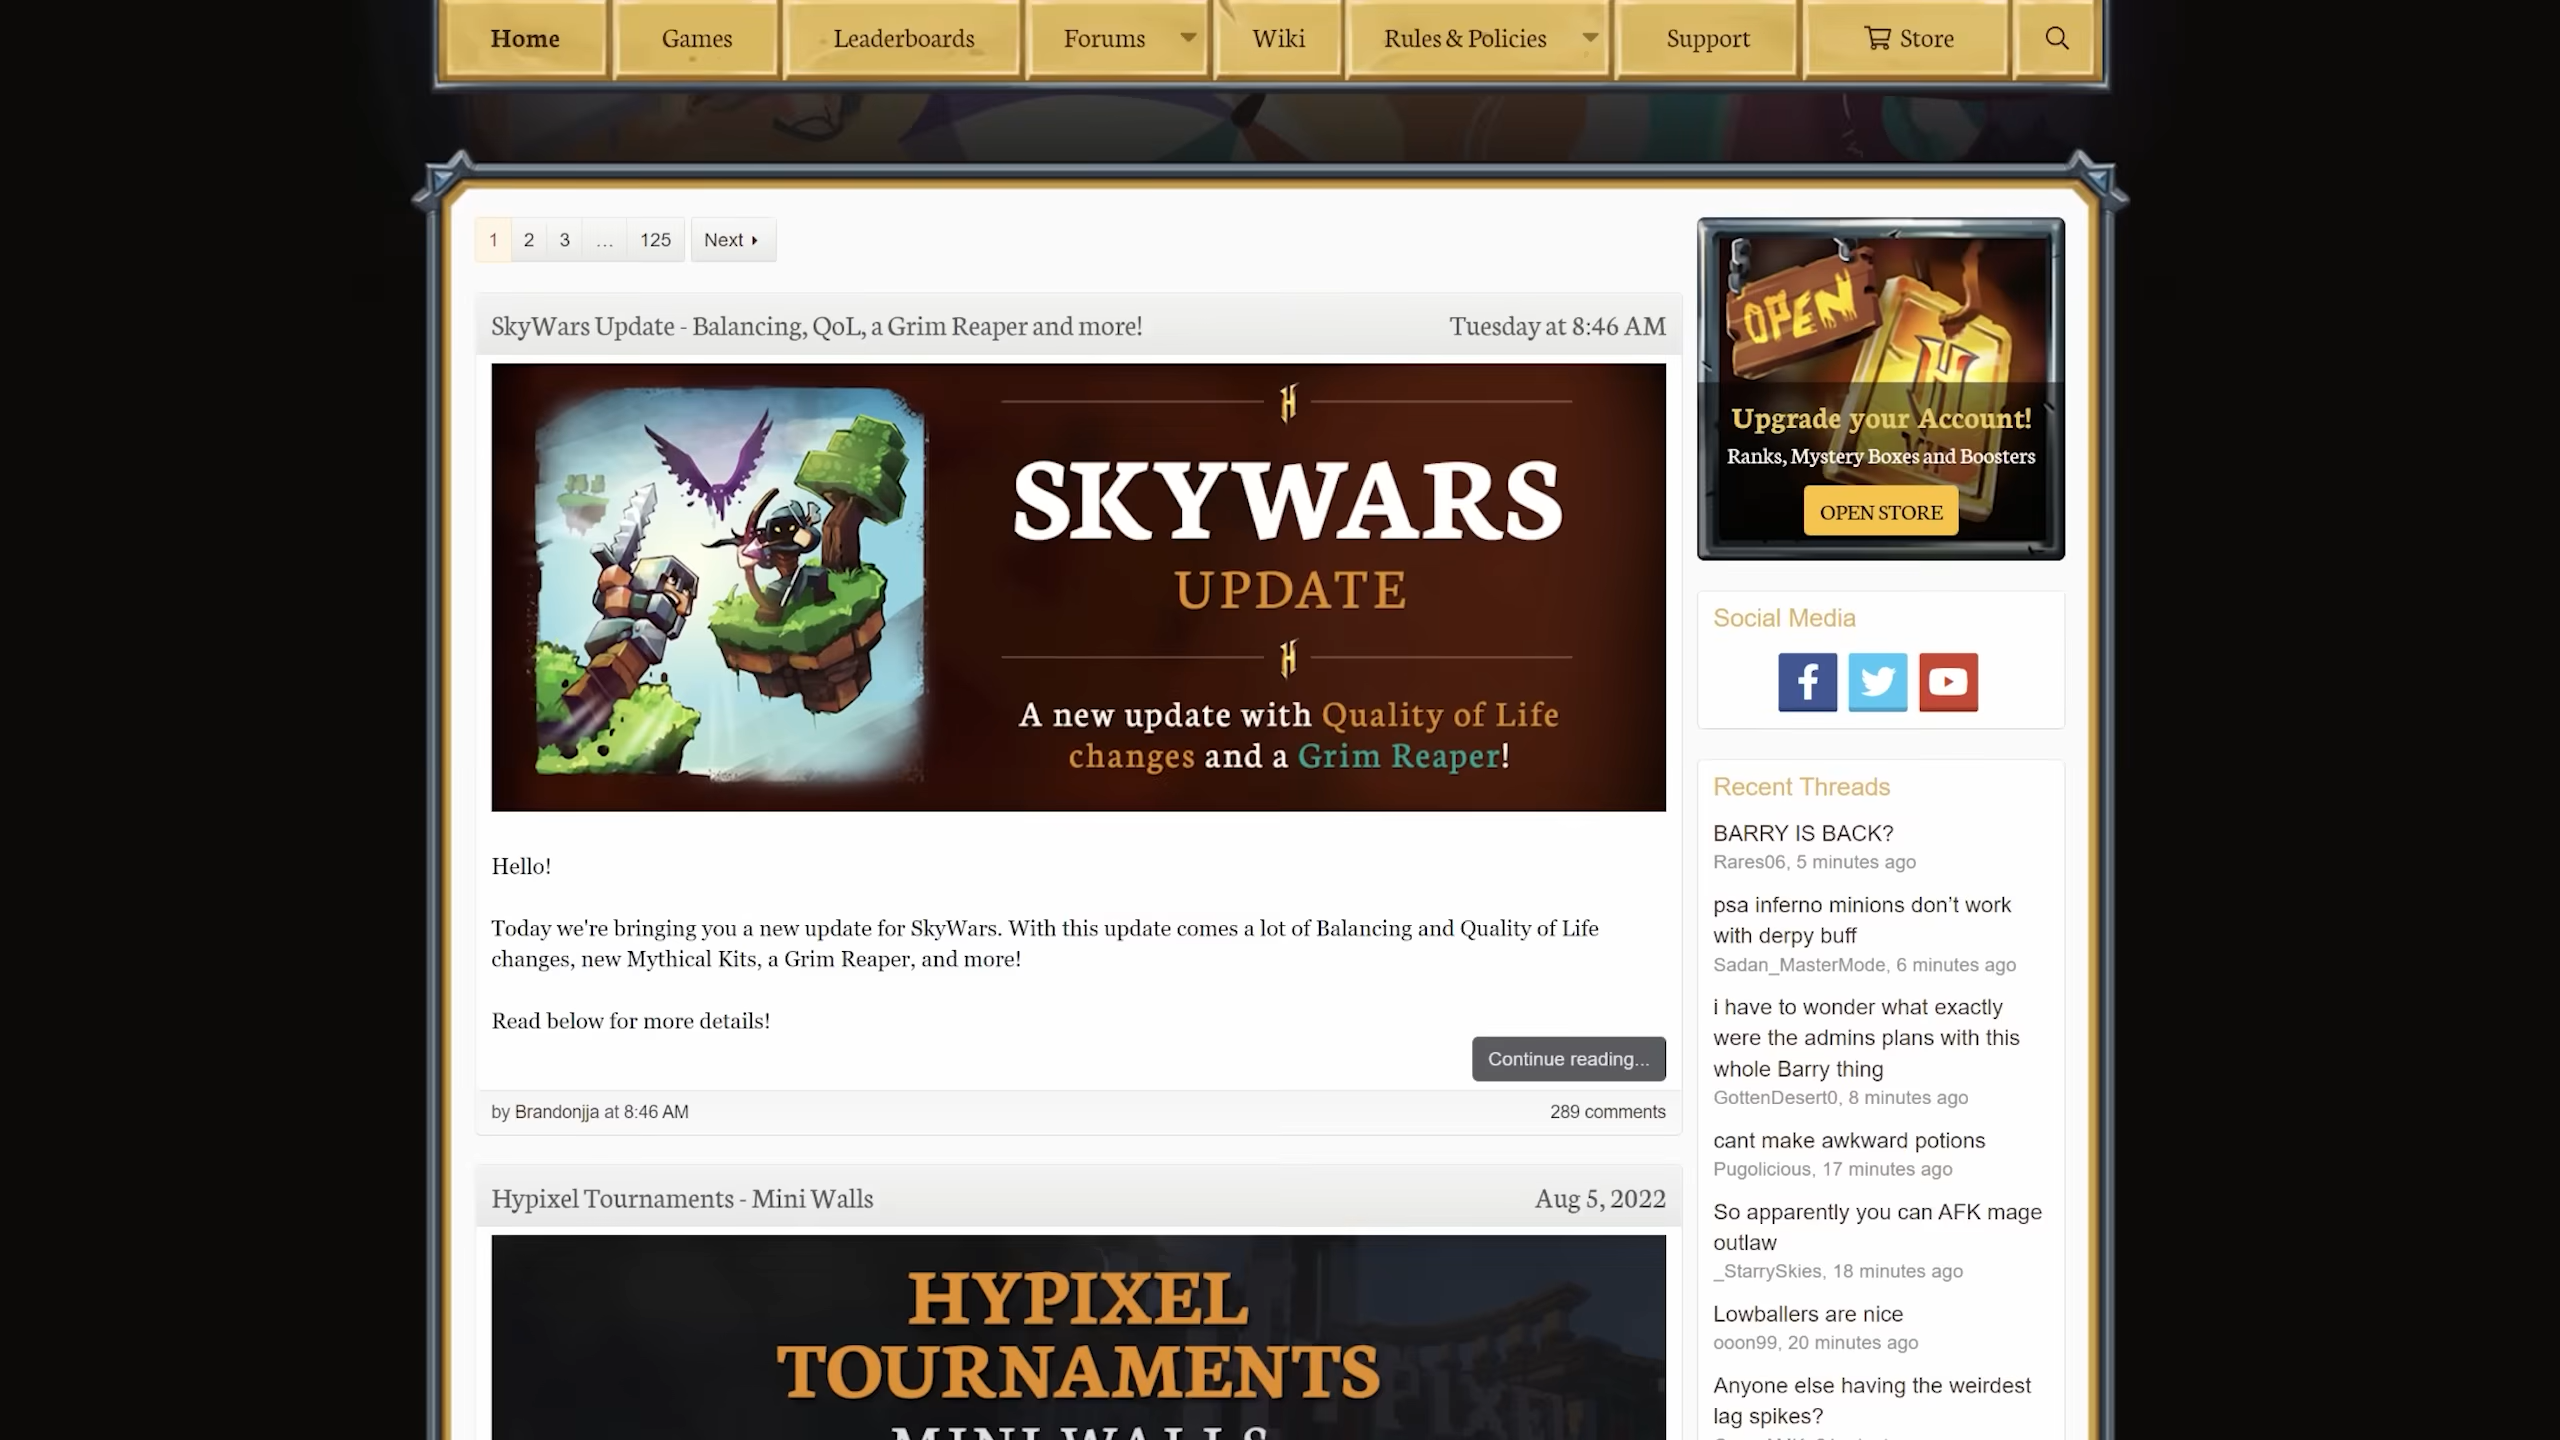 Home Games Leaderboards Forums Wiki Rules & Policies Support Store
1 2 3 ... 125 Next
SkyWars Update - Balancing, QoL, a Grim Reaper and more! Tuesday at 8:46 AM
SKYWARS
UPDATE
A new update with Quality of Life
changes and a Grim Reaper!
Hello!
Today we're bringing you a new update for SkyWars. With this update comes a lot of Balancing and Quality of Life
changes, new Mythical Kits, a Grim Reaper, and more!
Read below for more details!
Continue reading...
by Brandonjja at 8:46 AM 289 comments
Hypixel Tournaments - Mini Walls Aug 5, 2022
HYPIXEL
TOURNAMENTS
MINI WALLS
OPEN
Upgrade your Account!
Ranks, Mystery Boxes and Boosters
OPEN STORE
Social Media
Recent Threads
BARRY IS BACK?
Rares06, 5 minutes ago
psa inferno minions don’t work
with derpy buff
Sadan_MasterMode, 6 minutes ago
i have to wonder what exactly
were the admins plans with this
whole Barry thing
GottenDesert0, 8 minutes ago
cant make awkward potions
Pugolicious, 17 minutes ago
So apparently you can AFK mage
outlaw
_StarrySkies, 18 minutes ago
Lowballers are nice
ooon99, 20 minutes ago
Anyone else having the weirdest
lag spikes?